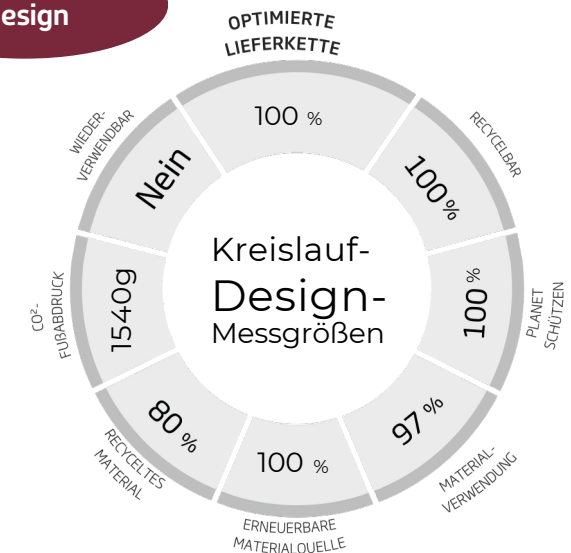 esign
OPTIMIERTE
LIEFERKETTE
100 %
RECYCELBAR
100%
PLANET
SCHÜTZEN
100 %
MATERIAL-
VERWENDUNG
97 %
ERNEUERBARE
MATERIALQUELLE
100 %
RECYCELTES
MATERIAL
80 %
CO²-
FUẞABDRUCK
1540g
WIEDER-
VERWENDBAR
Nein
Kreislauf-
Design-
Messgrößen